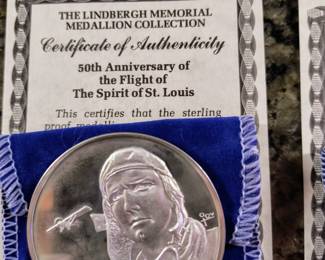 THE LINDBERGH MEMORIAL
MEDALLION COLLECTION
Certificate of Authenticity
50th Anniversary of
the Flight of
The Spirit of St. Louis
This certifies that the sterling
proof